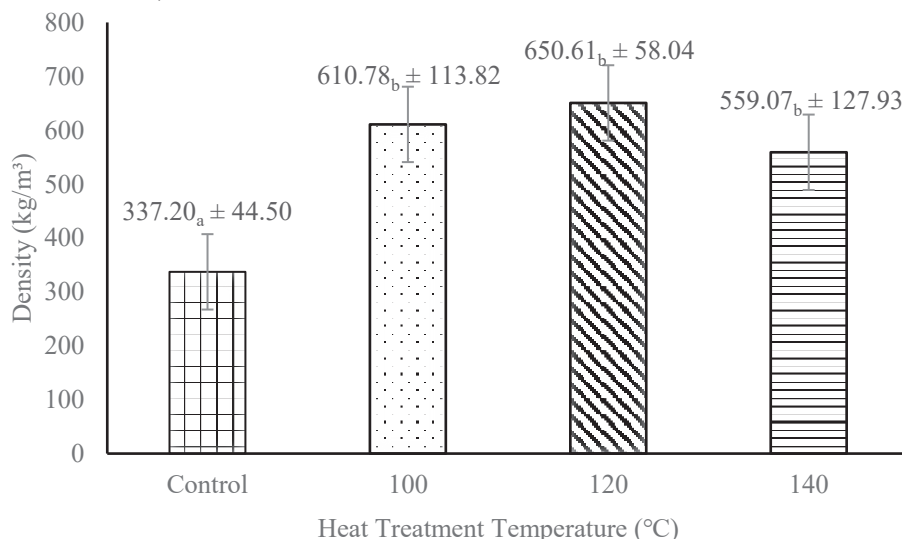 800
700
600
500
400
300
200
100
0
Density (kg/m³)
337.20ₐ ± 44.50
610.78b ± 113.82
650.61b ± 58.04
559.07b ± 127.93
Control 100 120 140
Heat Treatment Temperature (°C)